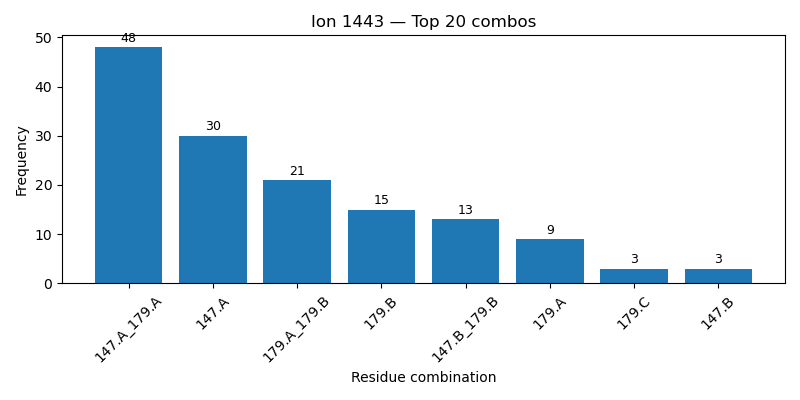 Ion 1443 — Top 20 combos
Frequency
50
40
30
20
10
0
48
30
21
15
13
9
3
3
147.A_179.A
147.A
179.A_179.B
179.B
147.B_179.B
179.A
179.C
147.B
Residue combination